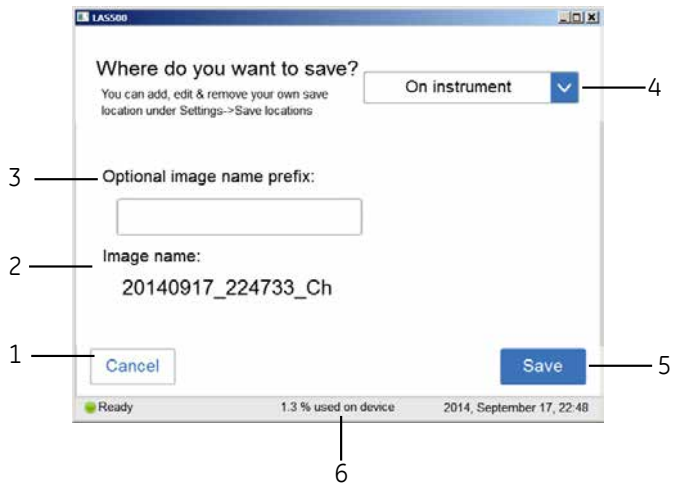 LAS500
Where do you want to save?
You can add, edit & remove your own save
location under Settings->Save locations
On instrument
4
3
Optional image name prefix:
2
Image name:
20140917_224733_Ch
1
Cancel
Save
5
Ready
1.3 % used on device
2014, September 17, 22:48
6